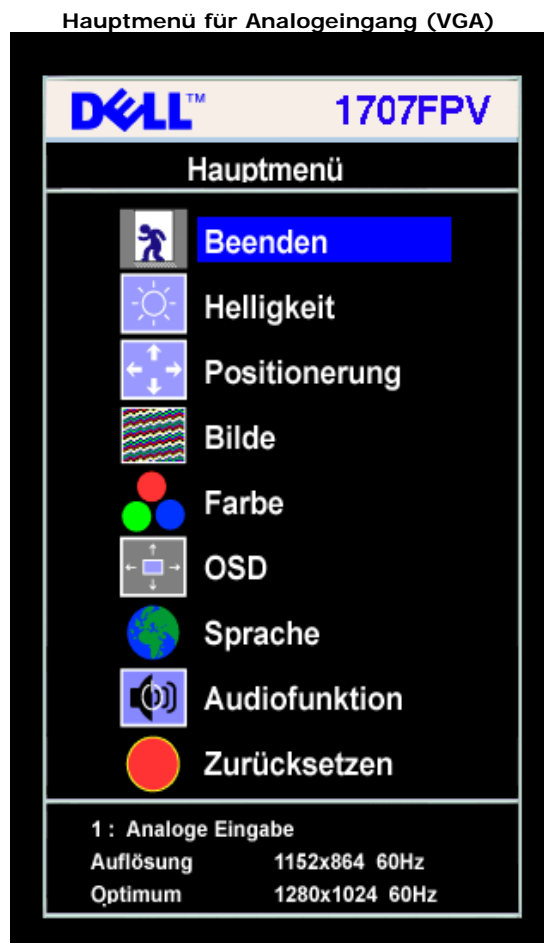 Hauptmenü für Analogeingang (VGA)
DELL™ 1707FPV
Hauptmenü
Beenden
Helligkeit
Positionerung
Bilde
Farbe
OSD
Sprache
Audiofunktion
Zurücksetzen
1 : Analoge Eingabe
Auflösung 1152x864 60Hz
Optimum 1280x1024 60Hz